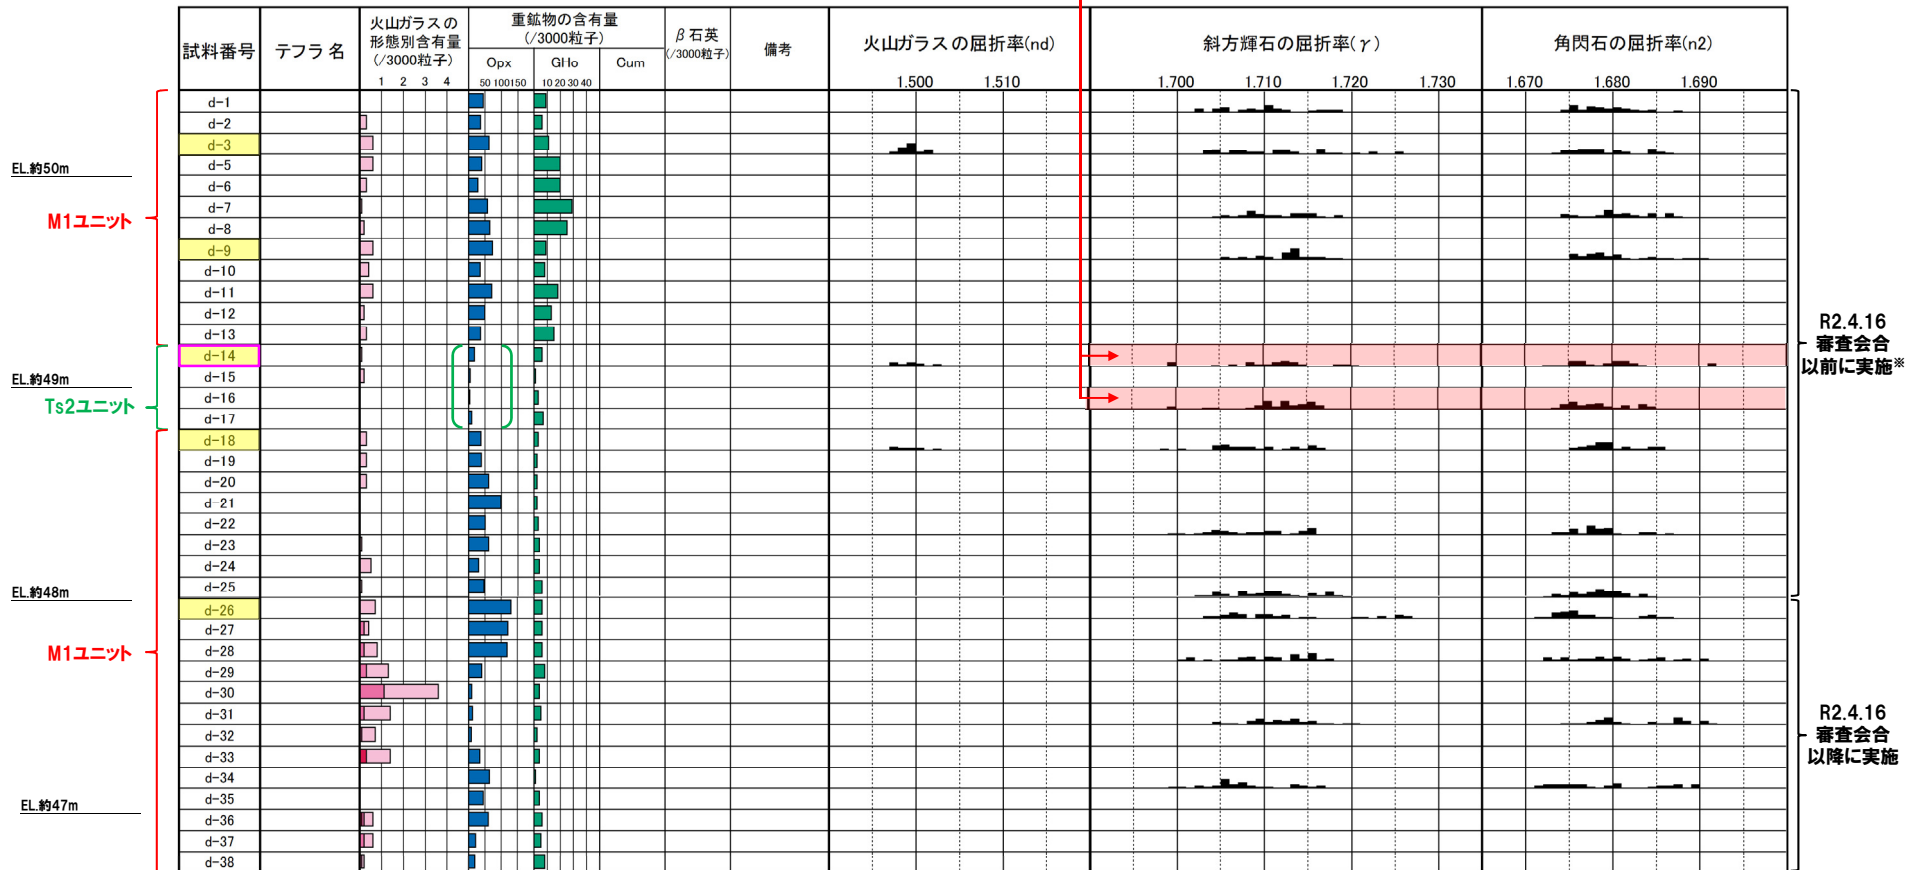 試料番号
テフラ名
火山ガラスの
形態別含有量
(/3000粒子)
1 2 3 4
重鉱物の含有量
(/3000粒子)
Opx
GHo
Cum
50 100150
10 20 30 40
β石英
(/3000粒子)
備考
火山ガラスの屈折率(nd)
1.500 1.510
斜方輝石の屈折率(γ)
1.700 1.710 1.720 1.730
角閃石の屈折率(n2)
1.670 1.680 1.690
d-1
d-2
d-3
d-5
d-6
d-7
d-8
d-9
d-10
d-11
d-12
d-13
d-14
d-15
d-16
d-17
d-18
d-19
d-20
d-21
d-22
d-23
d-24
d-25
d-26
d-27
d-28
d-29
d-30
d-31
d-32
d-33
d-34
d-35
d-36
d-37
d-38
EL.約50m
M1ユニット
EL.約49m
Ts2ユニット
EL.約48m
M1ユニット
EL.約47m
R2.4.16
審査会合
以前に実施※
R2.4.16
審査会合
以降に実施